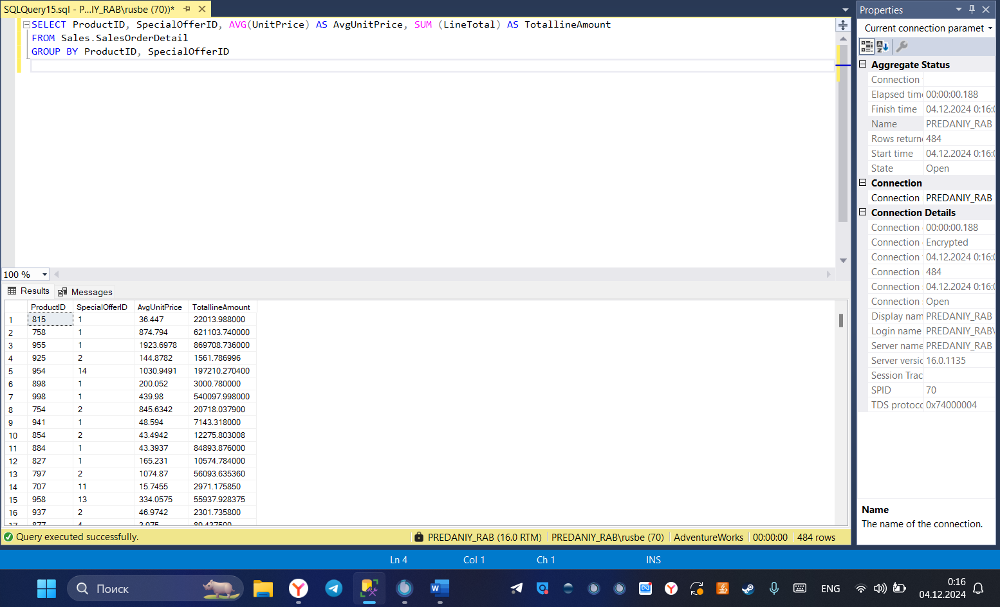 SQLQuery15.sql - P...IY_RAB\rusbe (70))*
SELECT ProductID, SpecialOfferID, AVG(UnitPrice) AS AvgUnitPrice, SUM (LineTotal) AS TotallineAmount
FROM Sales.SalesOrderDetail
GROUP BY ProductID, SpecialOfferID
100 %
Results Messages
ProductID SpecialOfferID AvgUnitPrice TotallineAmount
1 815 1 36.447 22013.988000
2 758 1 874.794 621103.740000
3 955 1 1923.6978 869708.736000
4 925 2 144.8782 1561.786996
5 954 14 1030.9491 197210.270400
6 898 1 200.052 3000.780000
7 998 1 439.98 540097.998000
8 754 2 845.6342 20718.037900
9 941 1 48.594 7143.318000
10 854 2 43.4942 12275.803008
11 884 1 43.3937 84893.876000
12 827 1 165.231 10574.784000
13 797 2 1074.87 56093.635360
14 707 11 15.7455 2971.175850
15 958 13 334.0575 55937.928375
16 937 2 46.9742 2301.735800
17 877 4 3.975 89.437500
Query executed successfully. PREDANIY_RAB (16.0 RTM) PREDANIY_RAB\rusbe (70) AdventureWorks 00:00:00 484 rows
Properties
Current connection paramet
Aggregate Status
Connection
Elapsed tim 00:00:00.188
Finish time 04.12.2024 0:16:0
Name PREDANIY_RAB
Rows return 484
Start time 04.12.2024 0:16:0
State Open
Connection
Connection PREDANIY_RAB
Connection Details
Connection 00:00:00.188
Connection Encrypted
Connection 04.12.2024 0:16:0
Connection 484
Connection 04.12.2024 0:16:0
Connection Open
Display nam PREDANIY_RAB
Login name PREDANIY_RAB\
Server name PREDANIY_RAB
Server versio 16.0.1135
Session Trac
SPID 70
TDS protoco 0x74000004
Name
The name of the connection.
Ln 4 Col 1 Ch 1 INS
Поиск
ENG
0:16
04.12.2024